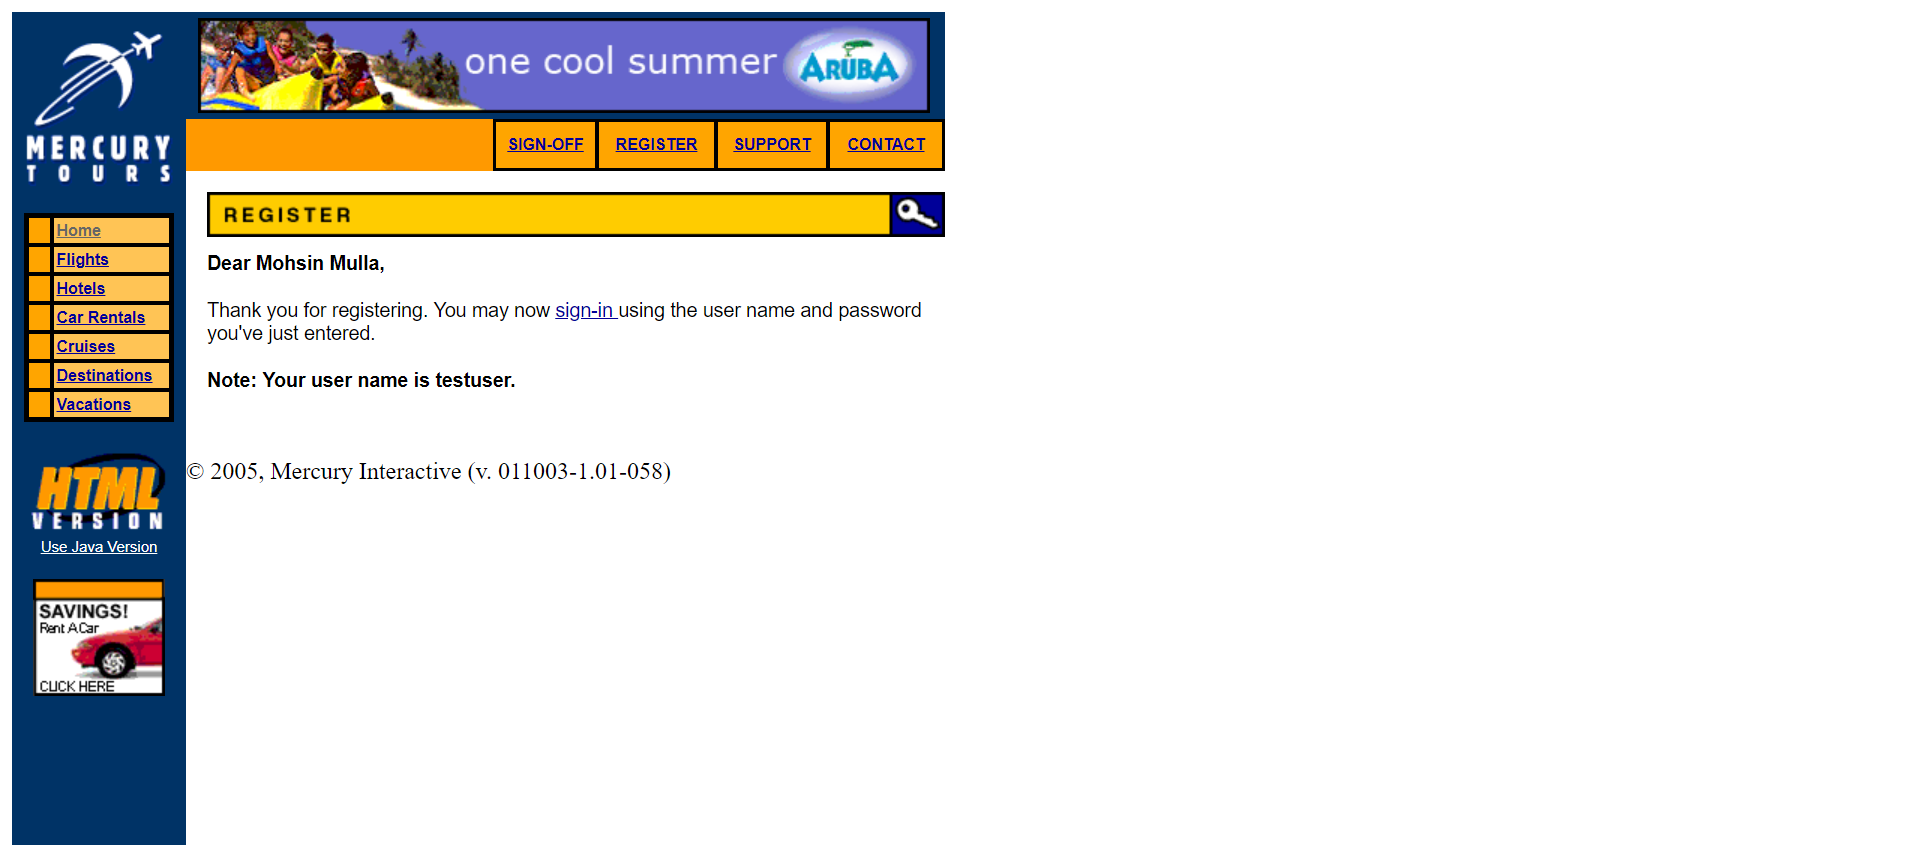 one cool summer ARUBA
MERCURY
TOURS
SIGN-OFF REGISTER SUPPORT CONTACT
REGISTER
Home
Flights
Hotels
Car Rentals
Cruises
Destinations
Vacations
Dear Mohsin Mulla,
Thank you for registering. You may now sign-in using the user name and password
you've just entered.
Note: Your user name is testuser.
© 2005, Mercury Interactive (v. 011003-1.01-058)
HTML
VERSION
Use Java Version
SAVINGS!
Rent A Car
CLICK HERE